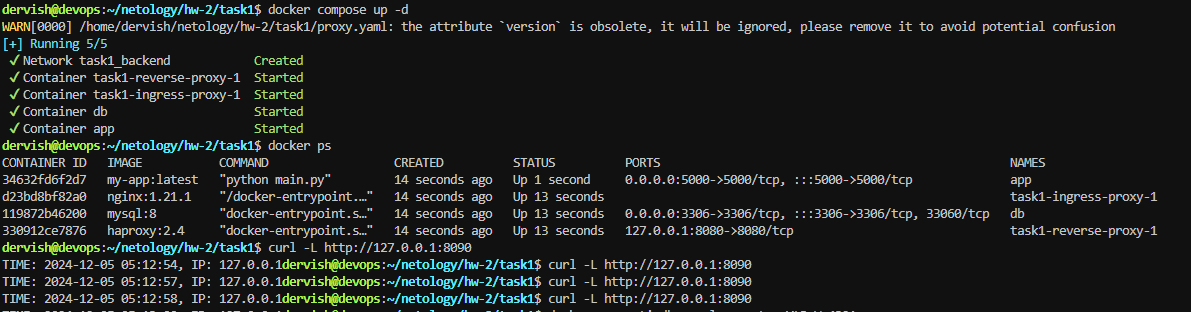 dervish@devops:~/netology/hw-2/task1$ docker compose up -d
WARN[0000] /home/dervish/netology/hw-2/task1/proxy.yaml: the attribute `version` is obsolete, it will be ignored, please remove it to avoid potential confusion
[+] Running 5/5
✓ Network task1_backend Created
✓ Container task1-reverse-proxy-1 Started
✓ Container task1-ingress-proxy-1 Started
✓ Container db Started
✓ Container app Started
dervish@devops:~/netology/hw-2/task1$ docker ps
CONTAINER ID IMAGE COMMAND CREATED STATUS PORTS NAMES
34632fd6f2d7 my-app:latest "python main.py" 14 seconds ago Up 1 second 0.0.0.0:5000->5000/tcp, :::5000->5000/tcp app
d23bd8bf82a0 nginx:1.21.1 "/docker-entrypoint.…" 14 seconds ago Up 13 seconds task1-ingress-proxy-1
119872b46200 mysql:8 "docker-entrypoint.s…" 14 seconds ago Up 13 seconds 0.0.0.0:3306->3306/tcp, :::3306->3306/tcp, 33060/tcp db
330912ce7876 haproxy:2.4 "docker-entrypoint.s…" 14 seconds ago Up 13 seconds 127.0.0.1:8080->8080/tcp task1-reverse-proxy-1
dervish@devops:~/netology/hw-2/task1$ curl -L http://127.0.0.1:8090
TIME: 2024-12-05 05:12:54, IP: 127.0.0.1dervish@devops:~/netology/hw-2/task1$ curl -L http://127.0.0.1:8090
TIME: 2024-12-05 05:12:57, IP: 127.0.0.1dervish@devops:~/netology/hw-2/task1$ curl -L http://127.0.0.1:8090
TIME: 2024-12-05 05:12:58, IP: 127.0.0.1dervish@devops:~/netology/hw-2/task1$ curl -L http://127.0.0.1:8090